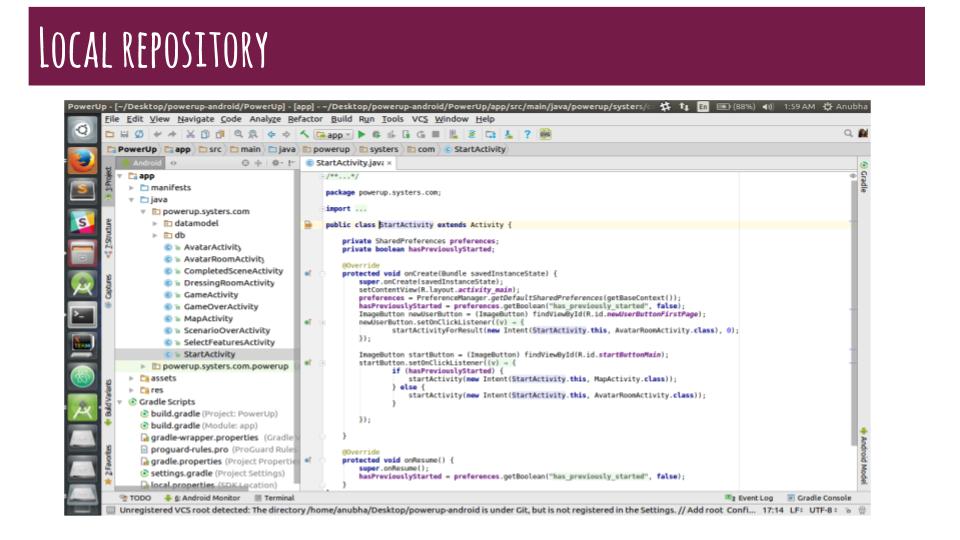 LOCAL REPOSITORY
PowerUp - [~/Desktop/powerup-android/PowerUp] - [app] - ~/Desktop/powerup-android/PowerUp/app/src/main/java/powerup/systers/c En (88%) 1:59 AM Anubha
File Edit View Navigate Code Analyze Refactor Build Run Tools VCS Window Help
app
PowerUp app src main java powerup systers com StartActivity
Android
StartActivity.java
1: Project
7: Structure
Captures
Build Variants
2: Favorites
app
manifests
java
powerup.systers.com
datamodel
db
AvatarActivity
AvatarRoomActivity
CompletedSceneActivity
DressingRoomActivity
GameActivity
GameOverActivity
MapActivity
ScenarioOverActivity
SelectFeaturesActivity
StartActivity
powerup.systers.com.powerup
assets
res
Gradle Scripts
build.gradle (Project: PowerUp)
build.gradle (Module: app)
gradle-wrapper.properties (Gradle
proguard-rules.pro (ProGuard Rules
gradle.properties (Project Propertie
settings.gradle (Project Settings)
local.properties (SDK Location)
/**...*/
package powerup.systers.com;
import ...
public class StartActivity extends Activity {
private SharedPreferences preferences;
private boolean hasPreviouslyStarted;
@Override
protected void onCreate(Bundle savedInstanceState) {
super.onCreate(savedInstanceState);
setContentView(R.layout.activity_main);
preferences = PreferenceManager.getDefaultSharedPreferences(getBaseContext());
hasPreviouslyStarted = preferences.getBoolean("has_previously_started", false);
ImageButton newUserButton = (ImageButton) findViewById(R.id.newUserButtonFirstPage);
newUserButton.setOnClickListener((v) → {
startActivityForResult(new Intent(StartActivity.this, AvatarRoomActivity.class), 0);
});
ImageButton startButton = (ImageButton) findViewById(R.id.startButtonMain);
startButton.setOnClickListener((v) → {
if (hasPreviouslyStarted) {
startActivity(new Intent(StartActivity.this, MapActivity.class));
} else {
startActivity(new Intent(StartActivity.this, AvatarRoomActivity.class));
}
});
}
@Override
protected void onResume() {
super.onResume();
hasPreviouslyStarted = preferences.getBoolean("has_previously_started", false);
}
Gradle
Android Model
TODO 6: Android Monitor Terminal 2 Event Log Gradle Console
Unregistered VCS root detected: The directory /home/anubha/Desktop/powerup-android is under Git, but is not registered in the Settings. // Add root Confi... 17:14 LF: UTF-8